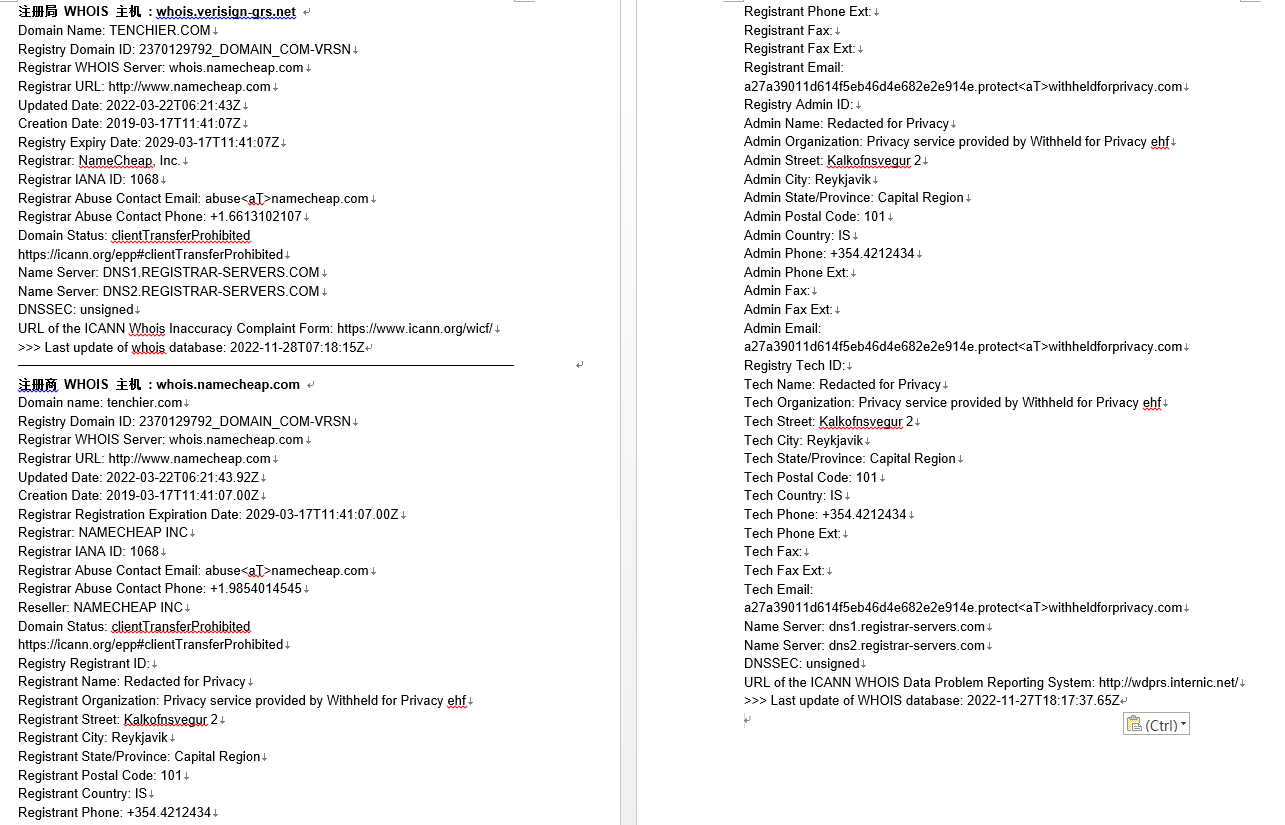 注册局 WHOIS 主机 : whois.verisign-grs.net
Domain Name: TENCHIER.COM
Registry Domain ID: 2370129792_DOMAIN_COM-VRSN
Registrar WHOIS Server: whois.namecheap.com
Registrar URL: http://www.namecheap.com
Updated Date: 2022-03-22T06:21:43Z
Creation Date: 2019-03-17T11:41:07Z
Registry Expiry Date: 2029-03-17T11:41:07Z
Registrar: NameCheap, Inc.
Registrar IANA ID: 1068
Registrar Abuse Contact Email: abuse<aT>namecheap.com
Registrar Abuse Contact Phone: +1.6613102107
Domain Status: clientTransferProhibited
https://icann.org/epp#clientTransferProhibited
Name Server: DNS1.REGISTRAR-SERVERS.COM
Name Server: DNS2.REGISTRAR-SERVERS.COM
DNSSEC: unsigned
URL of the ICANN Whois Inaccuracy Complaint Form: https://www.icann.org/wicf/
>>> Last update of whois database: 2022-11-28T07:18:15Z
注册商 WHOIS 主机 : whois.namecheap.com
Domain name: tenchier.com
Registry Domain ID: 2370129792_DOMAIN_COM-VRSN
Registrar WHOIS Server: whois.namecheap.com
Registrar URL: http://www.namecheap.com
Updated Date: 2022-03-22T06:21:43.92Z
Creation Date: 2019-03-17T11:41:07.00Z
Registrar Registration Expiration Date: 2029-03-17T11:41:07.00Z
Registrar: NAMECHEAP INC
Registrar IANA ID: 1068
Registrar Abuse Contact Email: abuse<aT>namecheap.com
Registrar Abuse Contact Phone: +1.9854014545
Reseller: NAMECHEAP INC
Domain Status: clientTransferProhibited
https://icann.org/epp#clientTransferProhibited
Registry Registrant ID:
Registrant Name: Redacted for Privacy
Registrant Organization: Privacy service provided by Withheld for Privacy ehf
Registrant Street: Kalkofnsvegur 2
Registrant City: Reykjavik
Registrant State/Province: Capital Region
Registrant Postal Code: 101
Registrant Country: IS
Registrant Phone: +354.4212434
Registrant Phone Ext:
Registrant Fax:
Registrant Fax Ext:
Registrant Email:
a27a39011d614f5eb46d4e682e2e914e.protect<aT>withheldforprivacy.com
Registry Admin ID:
Admin Name: Redacted for Privacy
Admin Organization: Privacy service provided by Withheld for Privacy ehf
Admin Street: Kalkofnsvegur 2
Admin City: Reykjavik
Admin State/Province: Capital Region
Admin Postal Code: 101
Admin Country: IS
Admin Phone: +354.4212434
Admin Phone Ext:
Admin Fax:
Admin Fax Ext:
Admin Email:
a27a39011d614f5eb46d4e682e2e914e.protect<aT>withheldforprivacy.com
Registry Tech ID:
Tech Name: Redacted for Privacy
Tech Organization: Privacy service provided by Withheld for Privacy ehf
Tech Street: Kalkofnsvegur 2
Tech City: Reykjavik
Tech State/Province: Capital Region
Tech Postal Code: 101
Tech Country: IS
Tech Phone: +354.4212434
Tech Phone Ext:
Tech Fax:
Tech Fax Ext:
Tech Email:
a27a39011d614f5eb46d4e682e2e914e.protect<aT>withheldforprivacy.com
Name Server: dns1.registrar-servers.com
Name Server: dns2.registrar-servers.com
DNSSEC: unsigned
URL of the ICANN WHOIS Data Problem Reporting System: http://wdprs.internic.net/
>>> Last update of WHOIS database: 2022-11-27T18:17:37.65Z
(Ctrl)